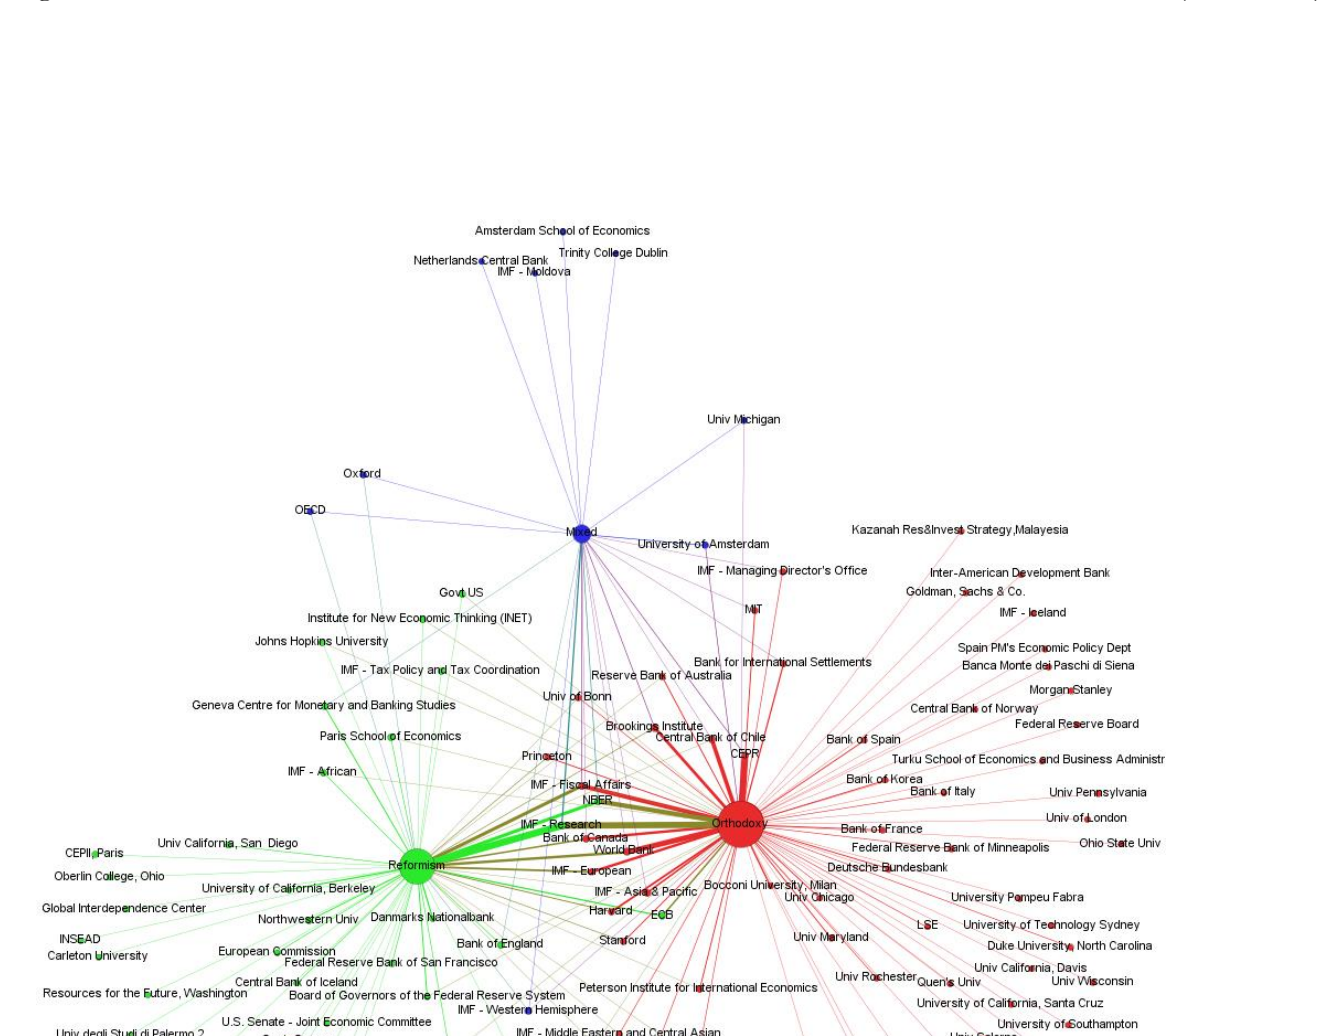 Amsterdam School of Economics
Trinity College Dublin
Netherlands Central Bank
IMF - Moldova
Univ Michigan
Oxford
OECD
Mixed
Kazanah Res&Invest Strategy,Malayesia
University of Amsterdam
IMF - Managing Director's Office
Inter-American Development Bank
Goldman, Sachs & Co.
Govt US
MIT
IMF - Iceland
Institute for New Economic Thinking (INET)
Johns Hopkins University
Spain PM's Economic Policy Dept
Bank for International Settlements
Banca Monte dei Paschi di Siena
IMF - Tax Policy and Tax Coordination
Reserve Bank of Australia
Morgan Stanley
Univ of Bonn
Geneva Centre for Monetary and Banking Studies
Central Bank of Norway
Federal Reserve Board
Brookings Institute
Paris School of Economics
Central Bank of Chile
Bank of Spain
CEPR
Princeton
Turku School of Economics and Business Administr
IMF - African
Bank of Korea
IMF - Fiscal Affairs
Bank of Italy
Univ Pennsylvania
NBER
Univ of London
IMF - Research
Orthodoxy
Bank of France
Bank of Canada
Univ California, San Diego
Ohio State Univ
Federal Reserve Bank of Minneapolis
World Bank
CEPII, Paris
Reformism
Deutsche Bundesbank
IMF - European
Oberlin College, Ohio
Bocconi University, Milan
University of California, Berkeley
IMF - Asia & Pacific
Univ Chicago
University Pompeu Fabra
Global Interdependence Center
Harvard
ECB
Northwestern Univ
Danmarks Nationalbank
LSE
University of Technology Sydney
Univ Maryland
INSEAD
Stanford
Bank of England
Duke University, North Carolina
European Commission
Carleton University
Federal Reserve Bank of San Francisco
Univ California, Davis
Univ Rochester
Central Bank of Iceland
Quen's Univ
Univ Wisconsin
Peterson Institute for International Economics
Resources for the Future, Washington
Board of Governors of the Federal Reserve System
University of California, Santa Cruz
IMF - Western Hemisphere
U.S. Senate - Joint Economic Committee
University of Southampton
Univ degli Studi di Palermo ?
IMF - Middle Eastern and Central Asian